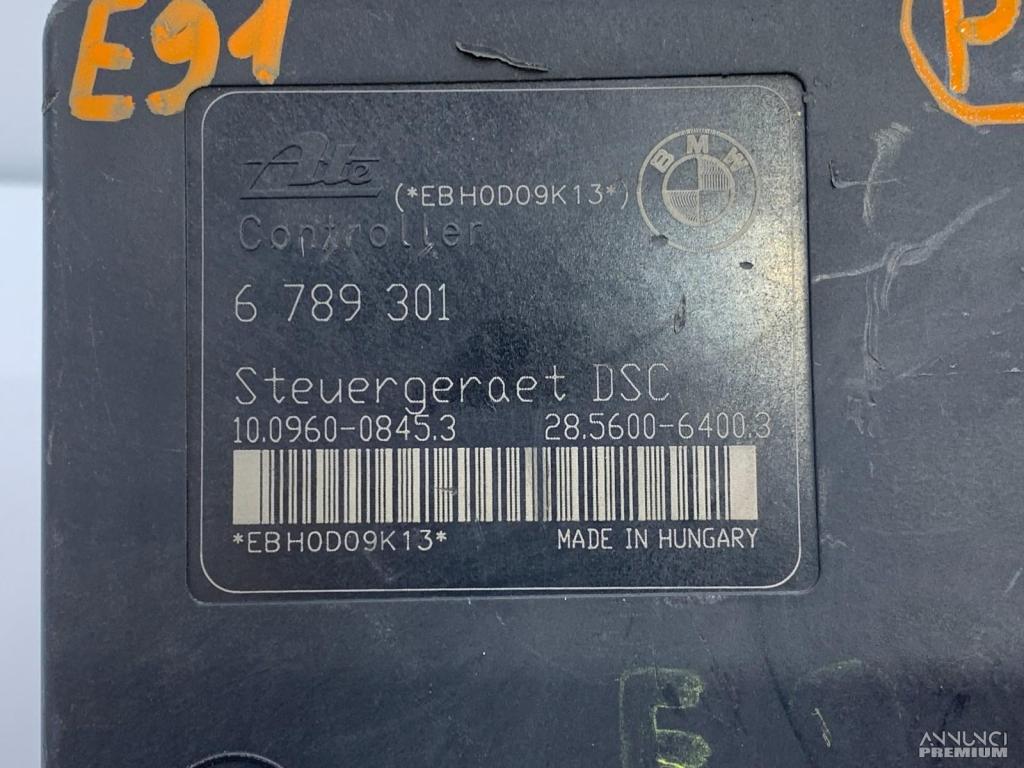 E91
P
Ate
(*EBH0D09K13*)
BMW
Controller
6 789 301
Steuergeraet DSC
10.0960-0845.3 28.5600-6400.3
*EBH0D09K13*
MADE IN HUNGARY
E
ANNUNCI
PREMIUM